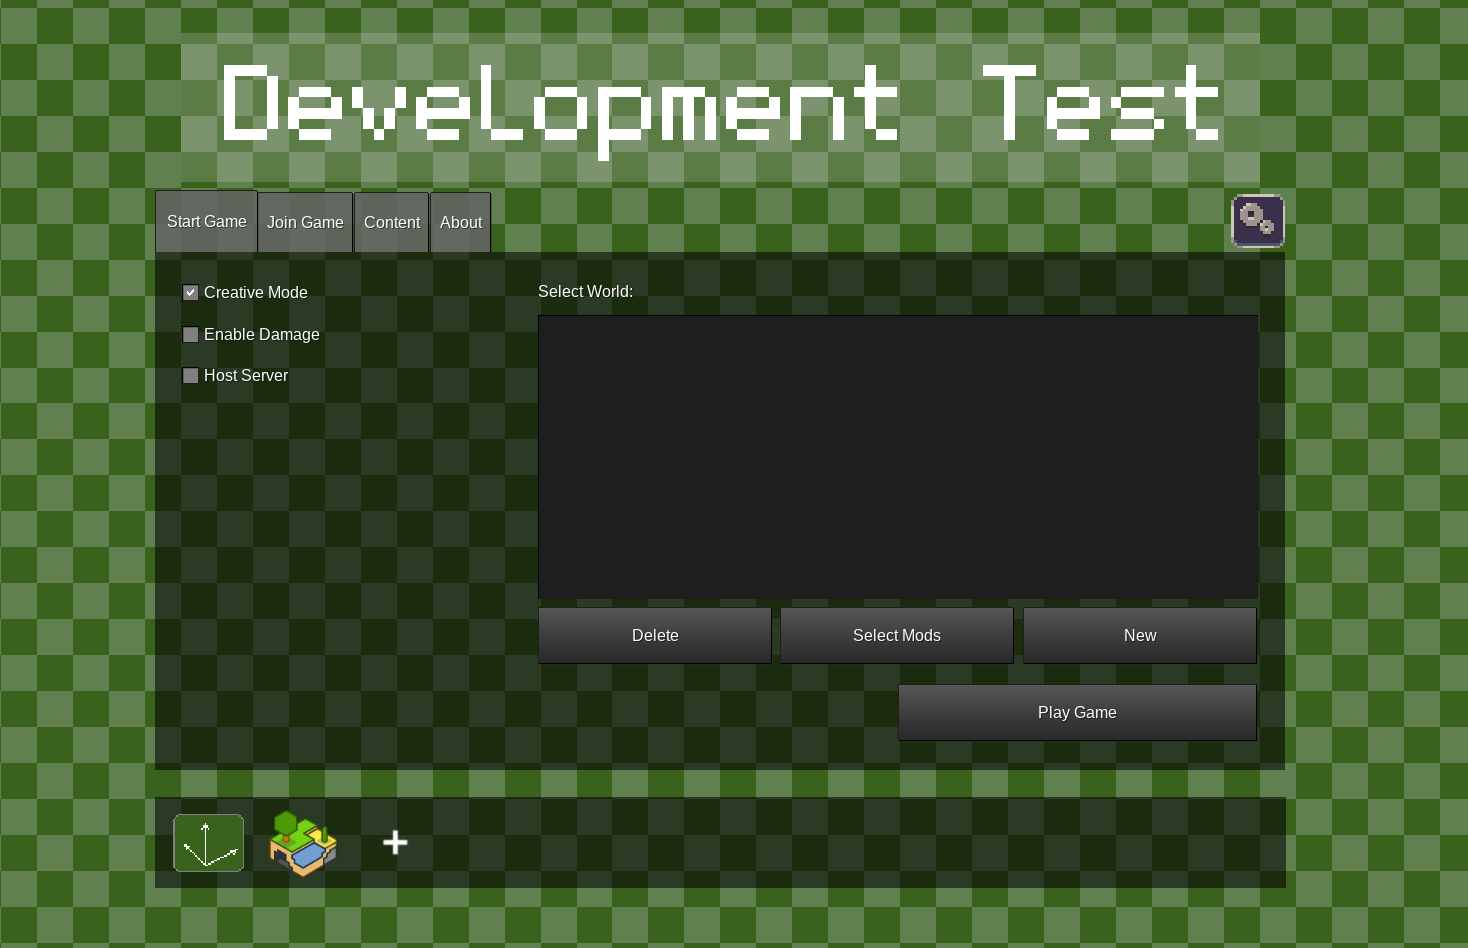 Development Test
Start Game
Join Game
Content
About
Creative Mode
Enable Damage
Host Server
Select World:
Delete
Select Mods
New
Play Game